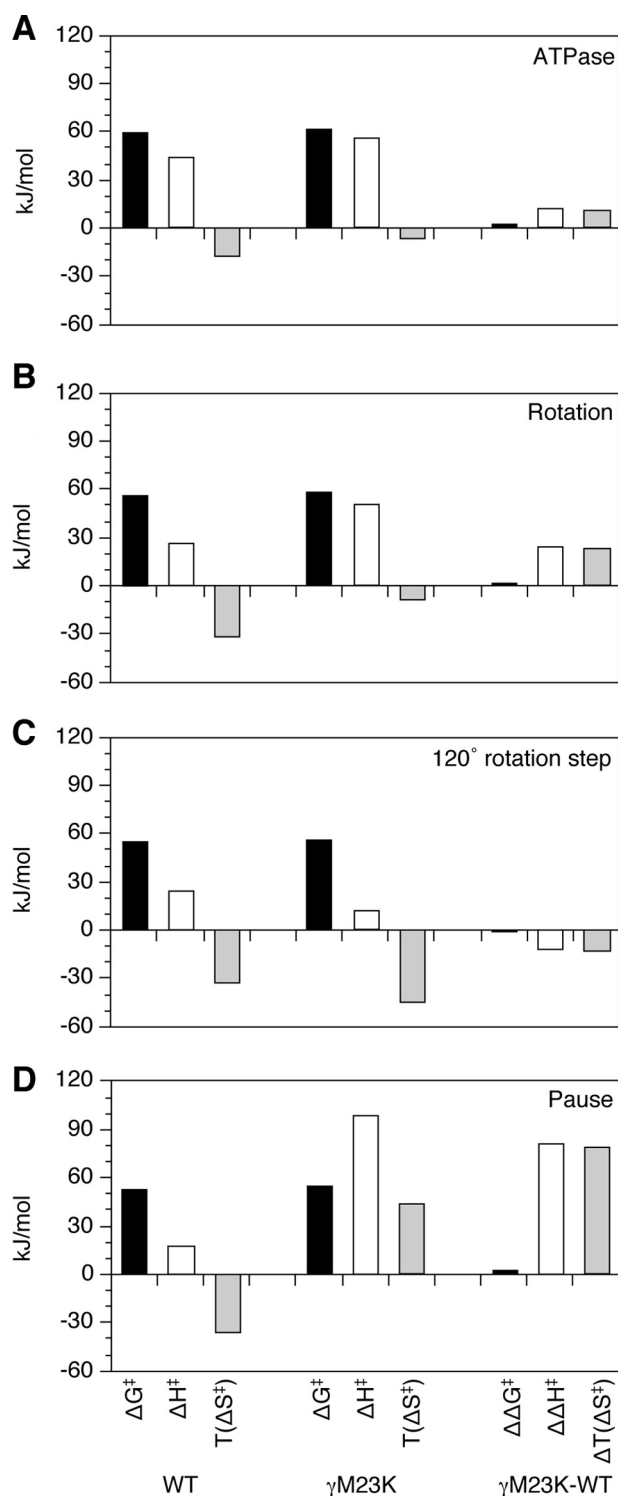 A
120
90
60
30
0
-30
-60
kJ/mol
ATPase
B
120
90
60
30
0
-30
-60
kJ/mol
Rotation
C
120
90
60
30
0
-30
-60
kJ/mol
120° rotation step
D
120
90
60
30
0
-30
-60
kJ/mol
Pause
ΔG‡
ΔH‡
T(ΔS‡)
ΔG‡
ΔH‡
T(ΔS‡)
ΔΔG‡
ΔΔH‡
ΔT(ΔS‡)
WT
γM23K
γM23K-WT